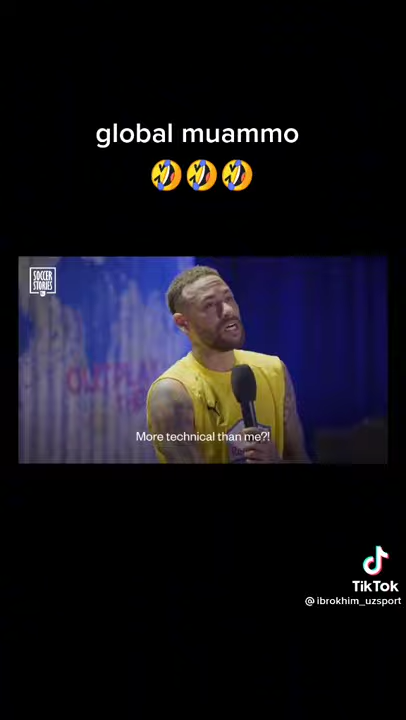 global muammo
🤣🤣🤣
SOCCER
STORIES
More technical than me?!
TikTok
@ibrokhim_uzsport